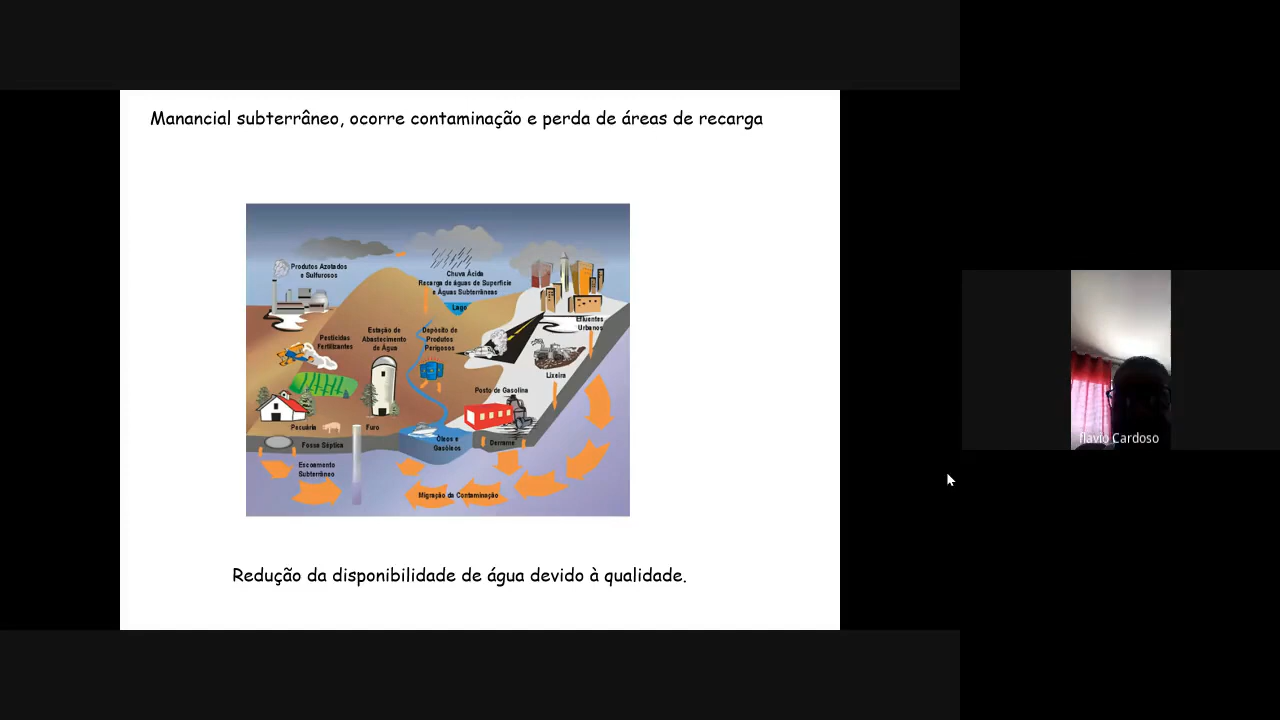 Manancial subterrâneo, ocorre contaminação e perda de áreas de recarga
Produtos Azotados
e Sulfurosos
Chuva Ácida
Recarga de águas de Superfície
e Águas Subterrâneas
Lago
Efluentes
Urbanos
Pesticidas
Fertilizantes
Estação de
Abastecimento
de Água
Depósito de
Produtos
Perigosos
Lixeira
Posto de Gasolina
Pecuária
Furo
Fossa Séptica
Óleos e
Gasóleos
Derrame
Escoamento
Subterrâneo
Migração da Contaminação
Redução da disponibilidade de água devido à qualidade.
flavio Cardoso